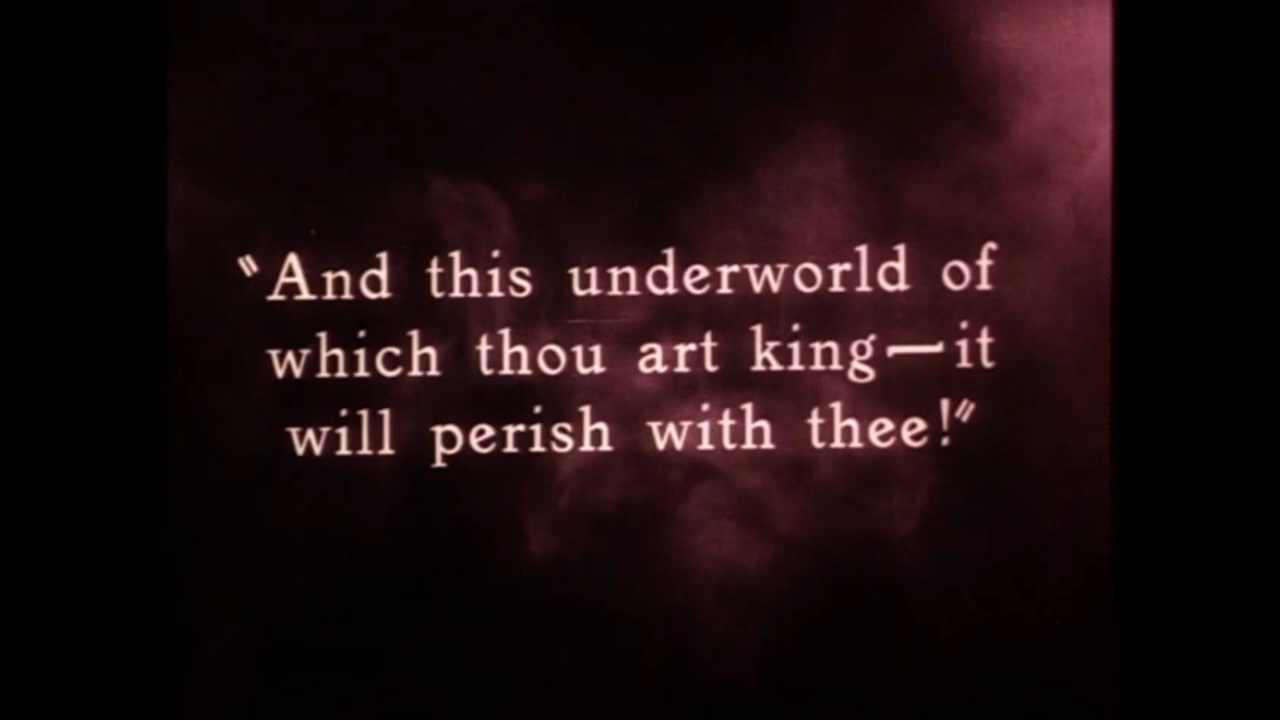 "And this underworld of
which thou art king—it
will perish with thee!"